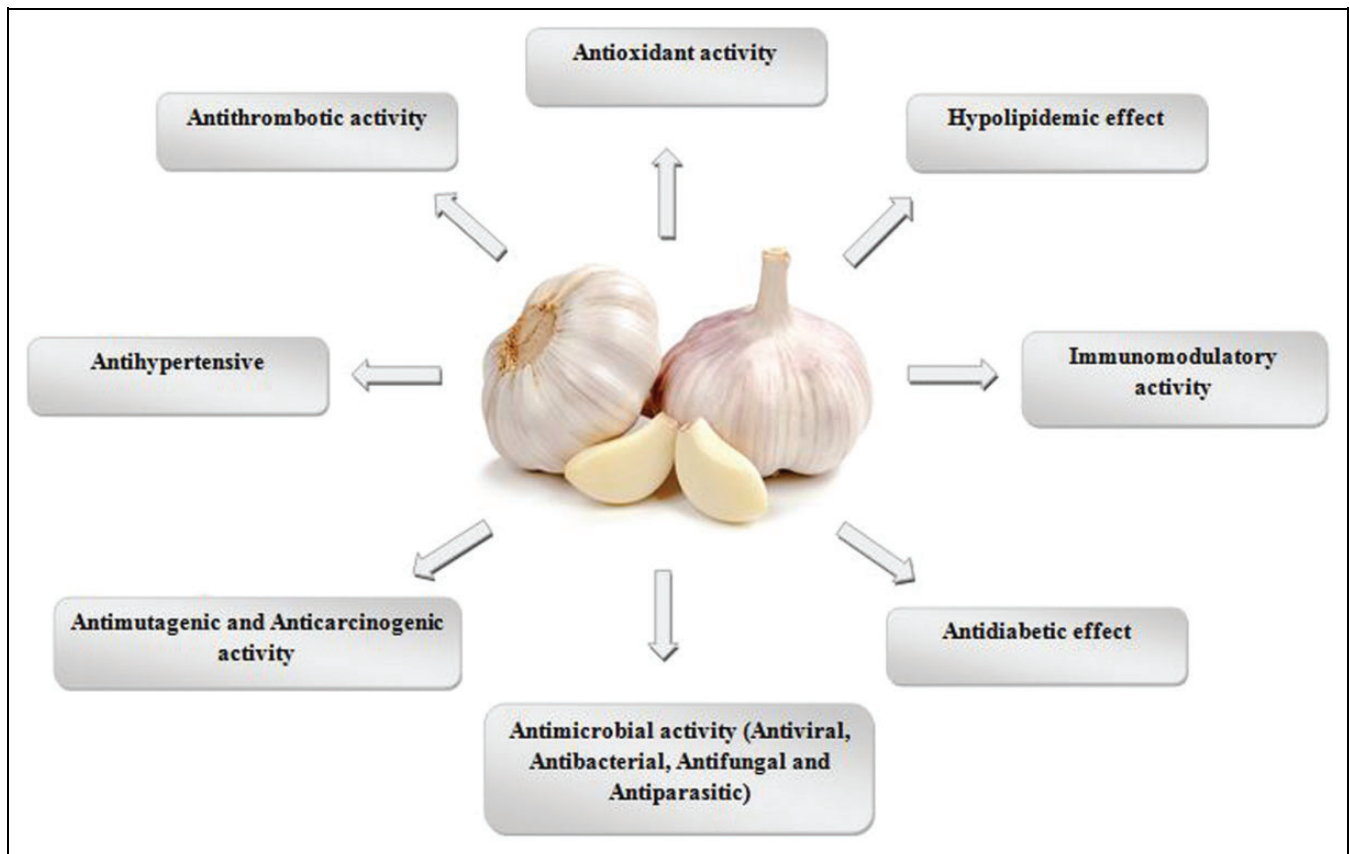 Antioxidant activity
Antithrombotic activity
Hypolipidemic effect
Antihypertensive
Immunomodulatory
activity
Antimutagenic and Anticarcinogenic
activity
Antidiabetic effect
Antimicrobial activity (Antiviral,
Antibacterial, Antifungal and
Antiparasitic)